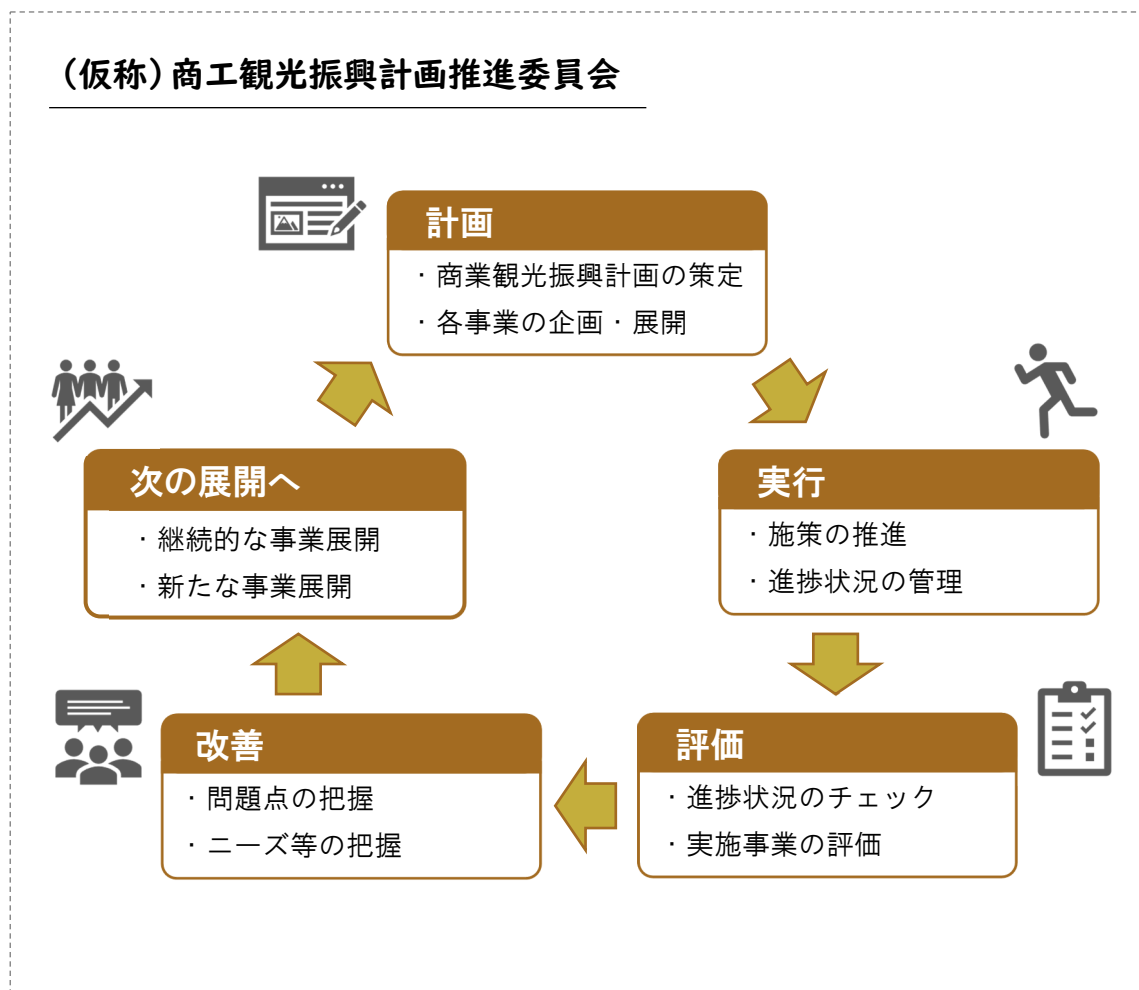 （仮称）商工観光振興計画推進委員会
計画
・商業観光振興計画の策定
・各事業の企画・展開
実行
・施策の推進
・進捗状況の管理
評価
・進捗状況のチェック
・実施事業の評価
改善
・問題点の把握
・ニーズ等の把握
次の展開へ
・継続的な事業展開
・新たな事業展開